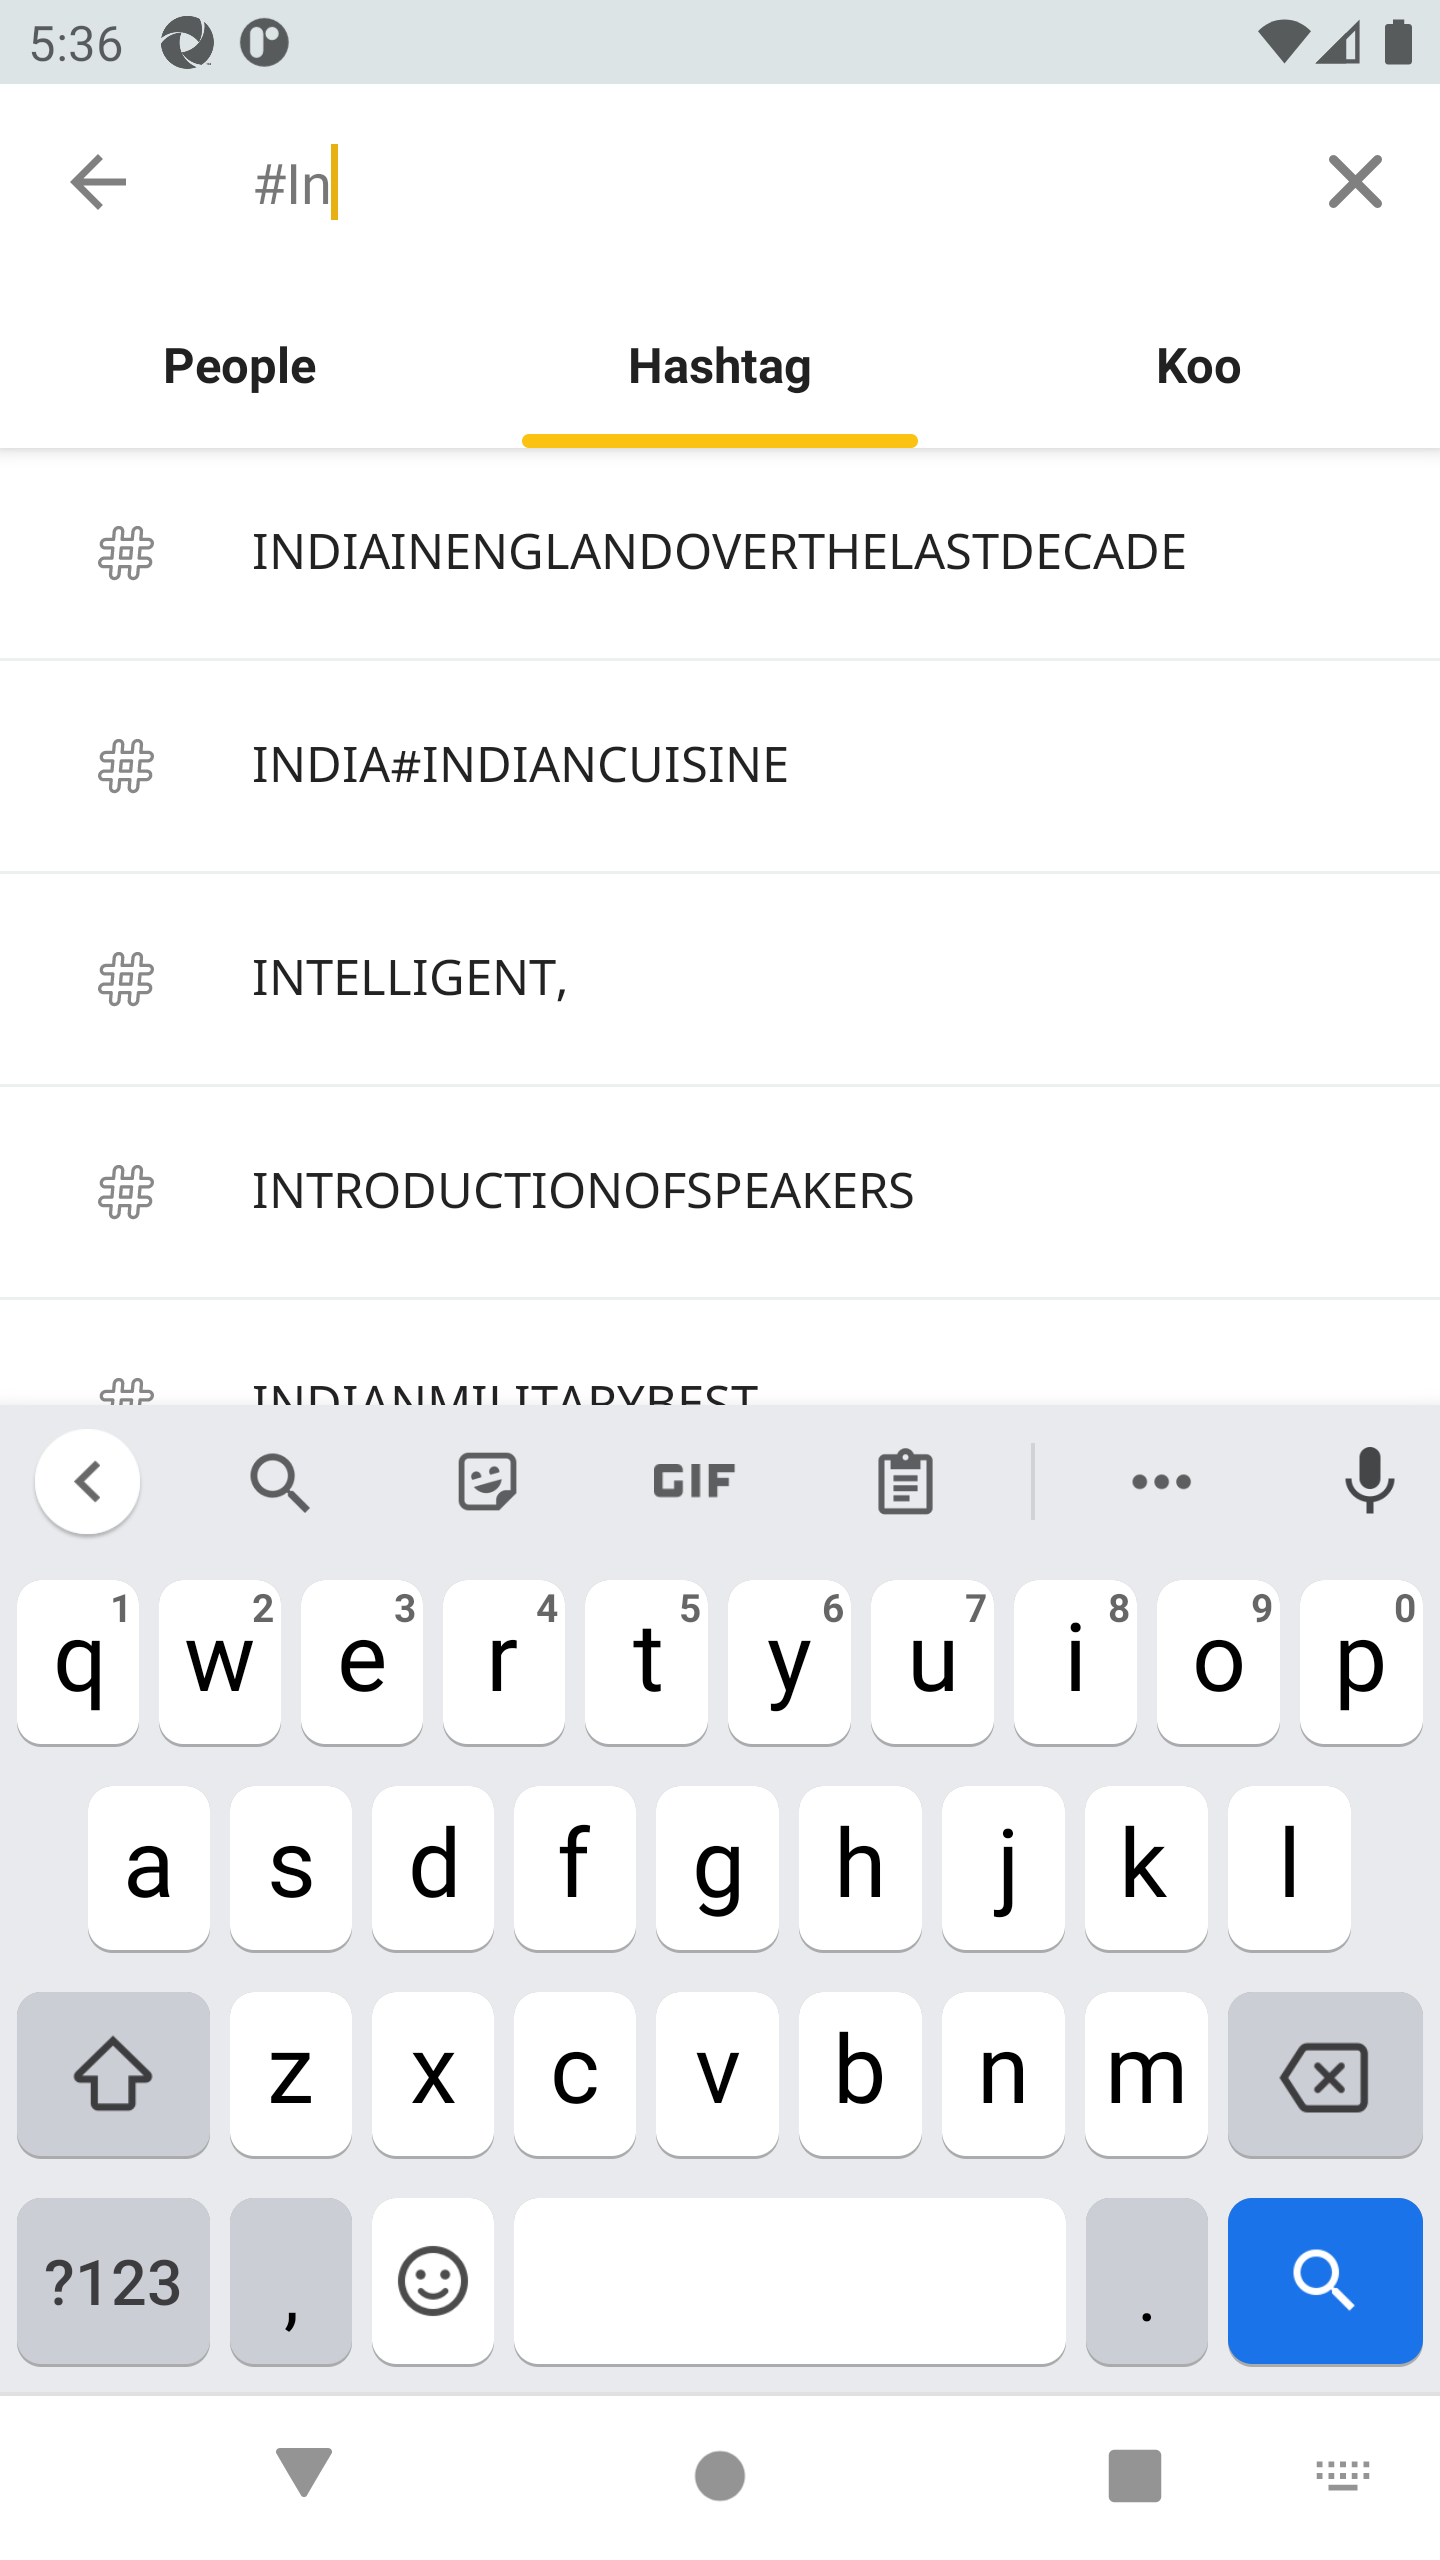 5:36
#In
People Hashtag Koo
INDIAINENGLANDOVERTHELASTDECADE
INDIA#INDIANCUISINE
INTELLIGENT,
INTRODUCTIONOFSPEAKERS
INDIANMILITARYBEST
GIF
1 2 3 4 5 6 7 8 9 0
q w e r t y u i o p
a s d f g h j k l
z x c v b n m
?123 , .